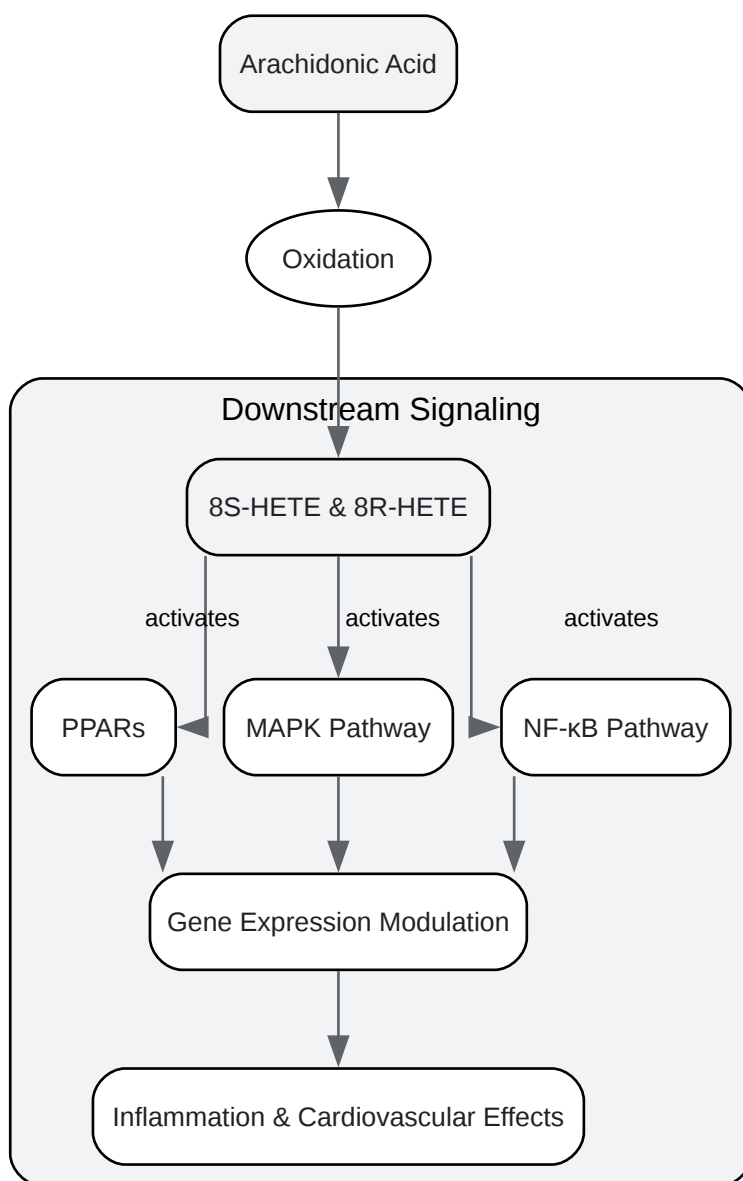 Arachidonic Acid
Oxidation
Downstream Signaling
8S-HETE & 8R-HETE
activates
activates
activates
PPARs
MAPK Pathway
NF-κB Pathway
Gene Expression Modulation
Inflammation & Cardiovascular Effects